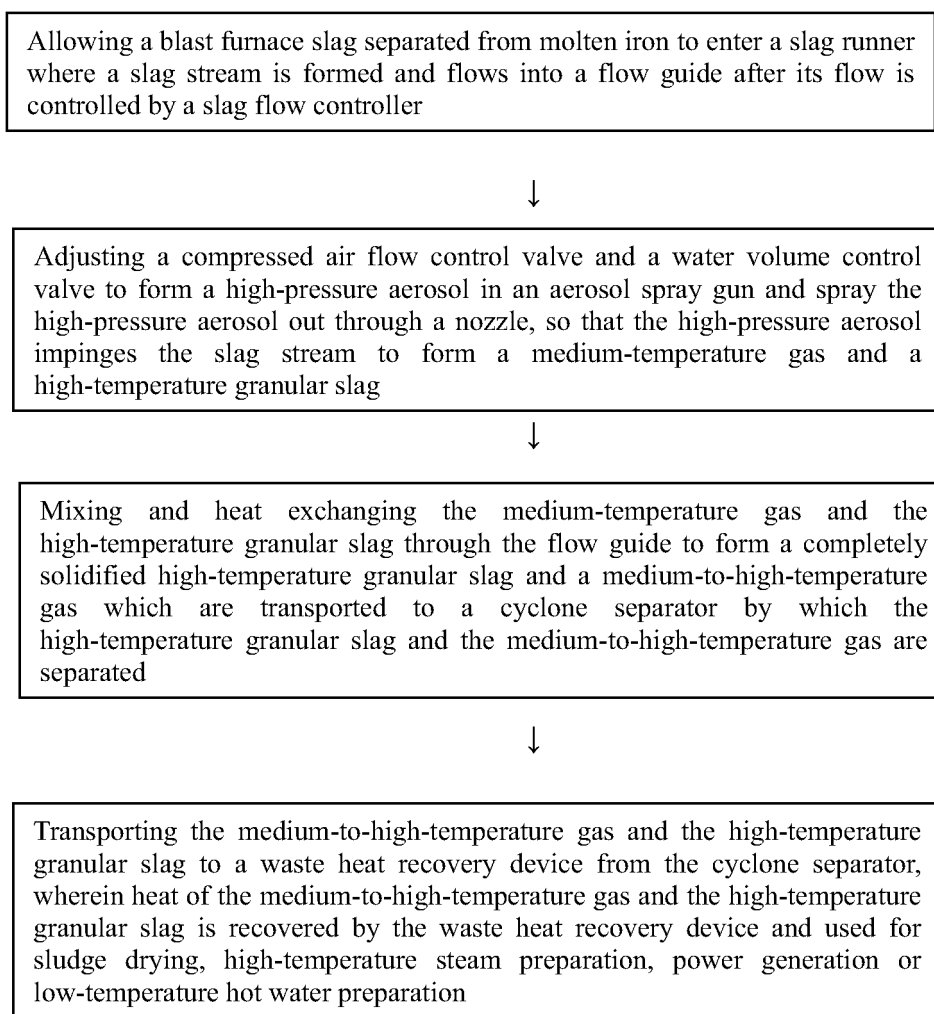 Allowing a blast furnace slag separated from molten iron to enter a slag runner
where a slag stream is formed and flows into a flow guide after its flow is
controlled by a slag flow controller
↓
Adjusting a compressed air flow control valve and a water volume control
valve to form a high-pressure aerosol in an aerosol spray gun and spray the
high-pressure aerosol out through a nozzle, so that the high-pressure aerosol
impinges the slag stream to form a medium-temperature gas and a
high-temperature granular slag
↓
Mixing and heat exchanging the medium-temperature gas and the
high-temperature granular slag through the flow guide to form a completely
solidified high-temperature granular slag and a medium-to-high-temperature
gas which are transported to a cyclone separator by which the
high-temperature granular slag and the medium-to-high-temperature gas are
separated
↓
Transporting the medium-to-high-temperature gas and the high-temperature
granular slag to a waste heat recovery device from the cyclone separator,
wherein heat of the medium-to-high-temperature gas and the high-temperature
granular slag is recovered by the waste heat recovery device and used for
sludge drying, high-temperature steam preparation, power generation or
low-temperature hot water preparation